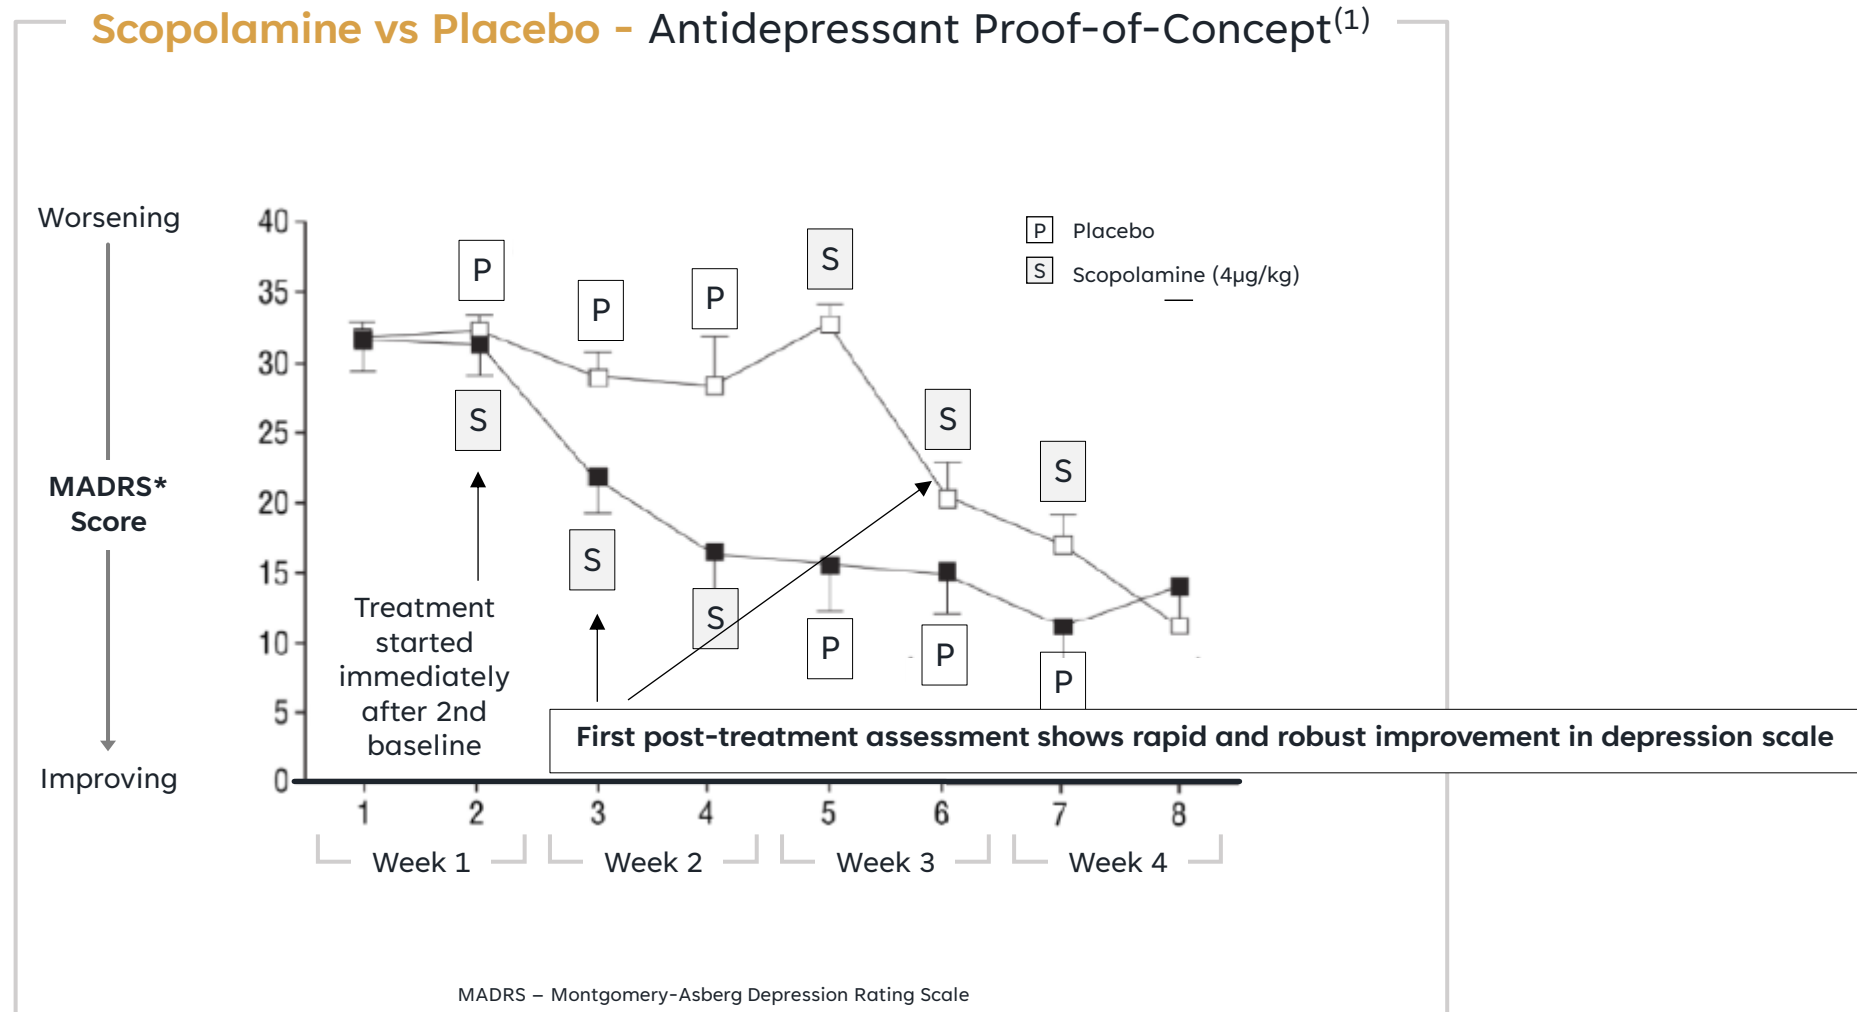 Scopolamine vs Placebo - Antidepressant Proof-of-Concept(1)
Worsening
MADRS*
Score
Improving
40
35
30
25
20
15
10
5
0
P
P
P
S
S
S
S
S
S
P
P
P
P Placebo
S Scopolamine (4µg/kg)
Treatment
started
immediately
after 2nd
baseline
First post-treatment assessment shows rapid and robust improvement in depression scale
1 2 3 4 5 6 7 8
Week 1 Week 2 Week 3 Week 4
MADRS – Montgomery-Asberg Depression Rating Scale